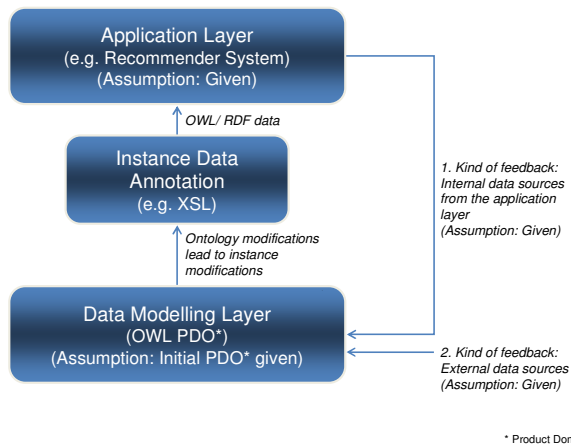 Application Layer
(e.g. Recommender System)
(Assumption: Given)
OWL/ RDF data
Instance Data
Annotation
(e.g. XSL)
1. Kind of feedback:
Internal data sources
from the application
layer
(Assumption: Given)
Ontology modifications
lead to instance
modifications
Data Modelling Layer
(OWL PDO*)
(Assumption: Initial PDO* given)
2. Kind of feedback:
External data sources
(Assumption: Given)
* Product